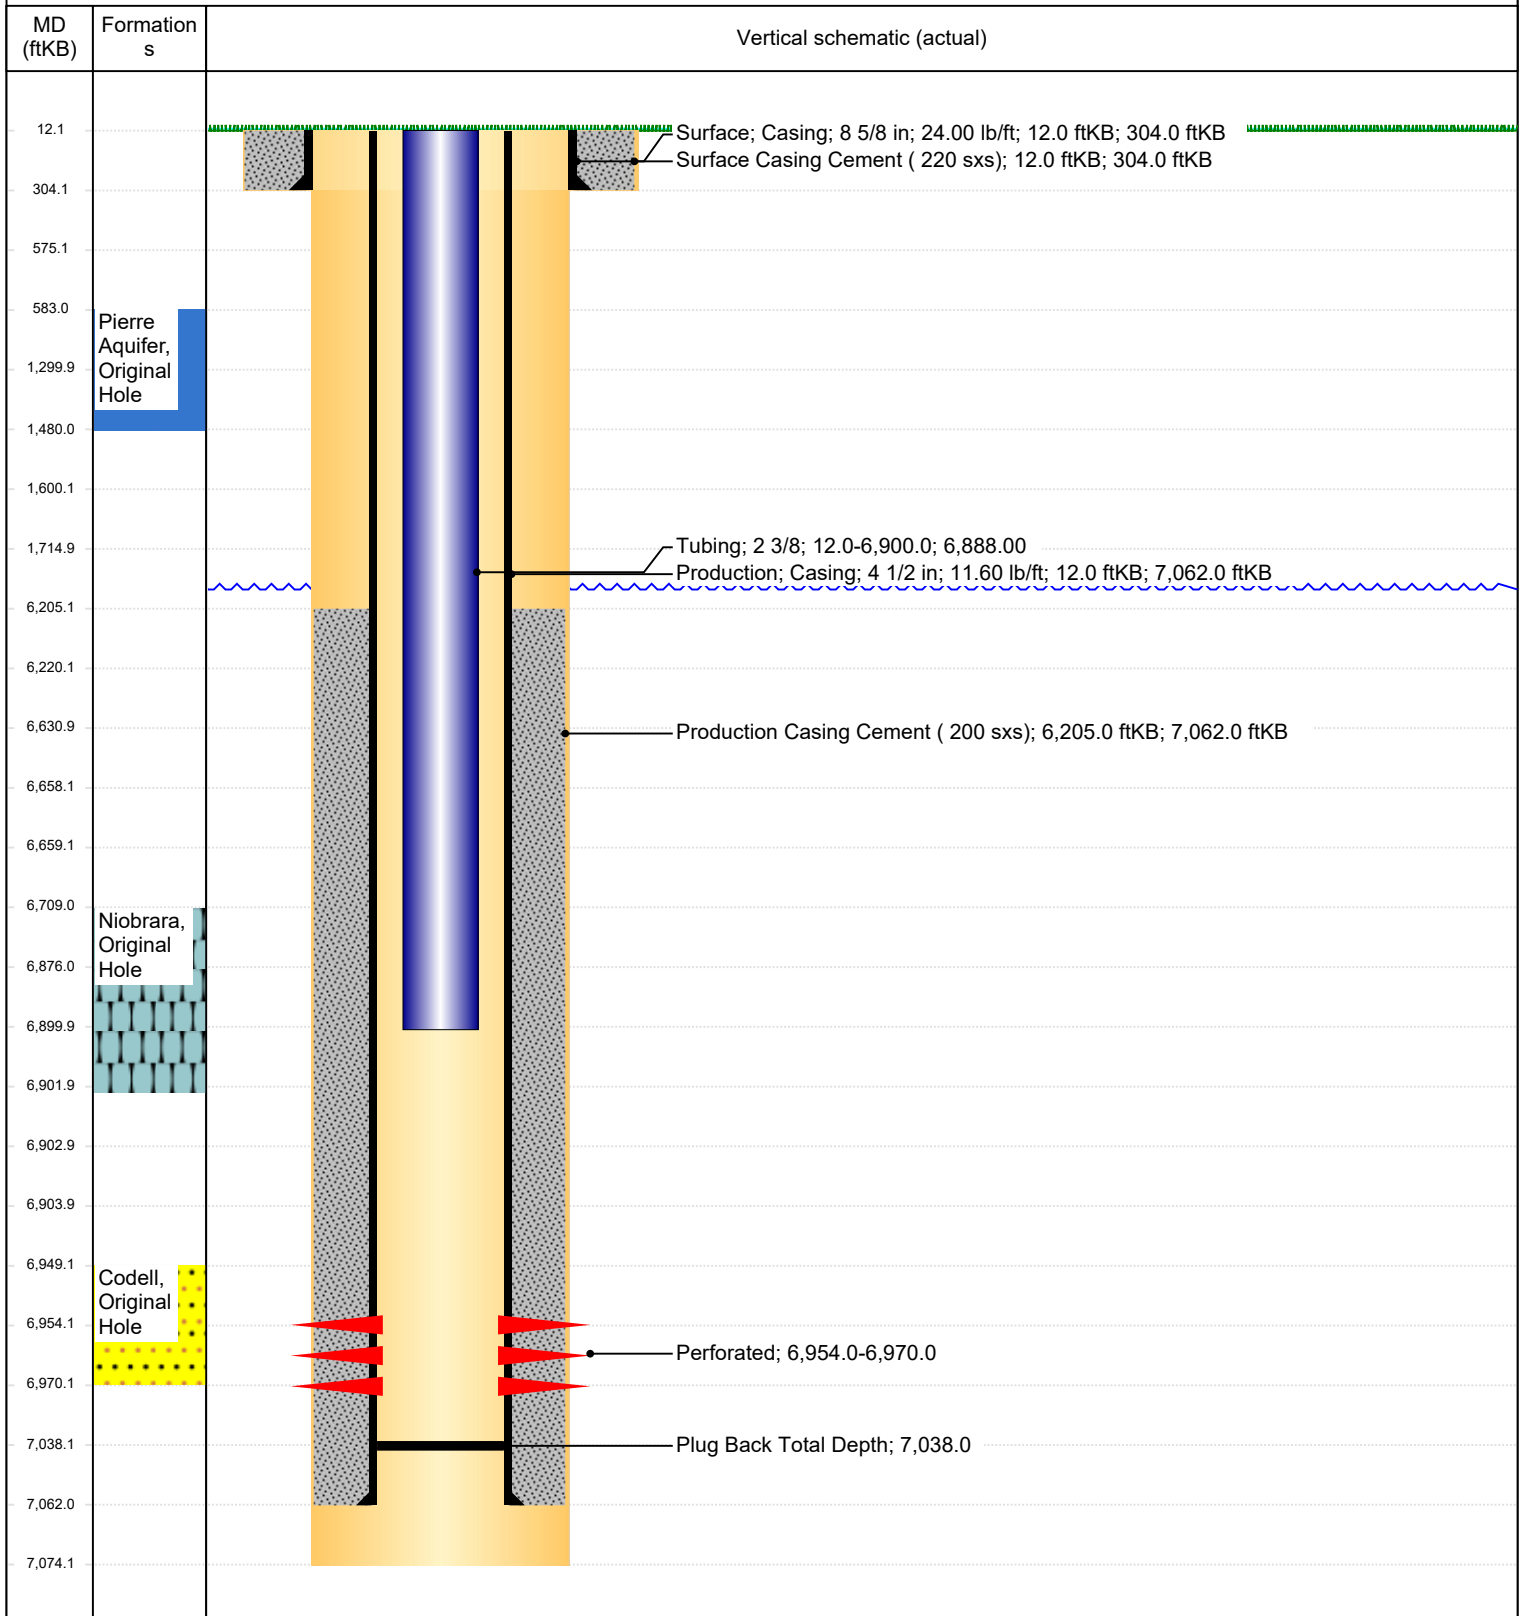 MD
(ftKB)
Formation
s
Vertical schematic (actual)
12.1
Surface; Casing; 8 5/8 in; 24.00 lb/ft; 12.0 ftKB; 304.0 ftKB
Surface Casing Cement ( 220 sxs); 12.0 ftKB; 304.0 ftKB
304.1
575.1
583.0
Pierre
Aquifer,
Original
Hole
1,299.9
1,480.0
1,600.1
1,714.9
Tubing; 2 3/8; 12.0-6,900.0; 6,888.00
Production; Casing; 4 1/2 in; 11.60 lb/ft; 12.0 ftKB; 7,062.0 ftKB
6,205.1
6,220.1
6,630.9
Production Casing Cement ( 200 sxs); 6,205.0 ftKB; 7,062.0 ftKB
6,658.1
6,659.1
6,709.0
Niobrara,
Original
Hole
6,876.0
6,899.9
6,901.9
6,902.9
6,903.9
6,949.1
Codell,
Original
Hole
6,954.1
Perforated; 6,954.0-6,970.0
6,970.1
7,038.1
Plug Back Total Depth; 7,038.0
7,062.0
7,074.1